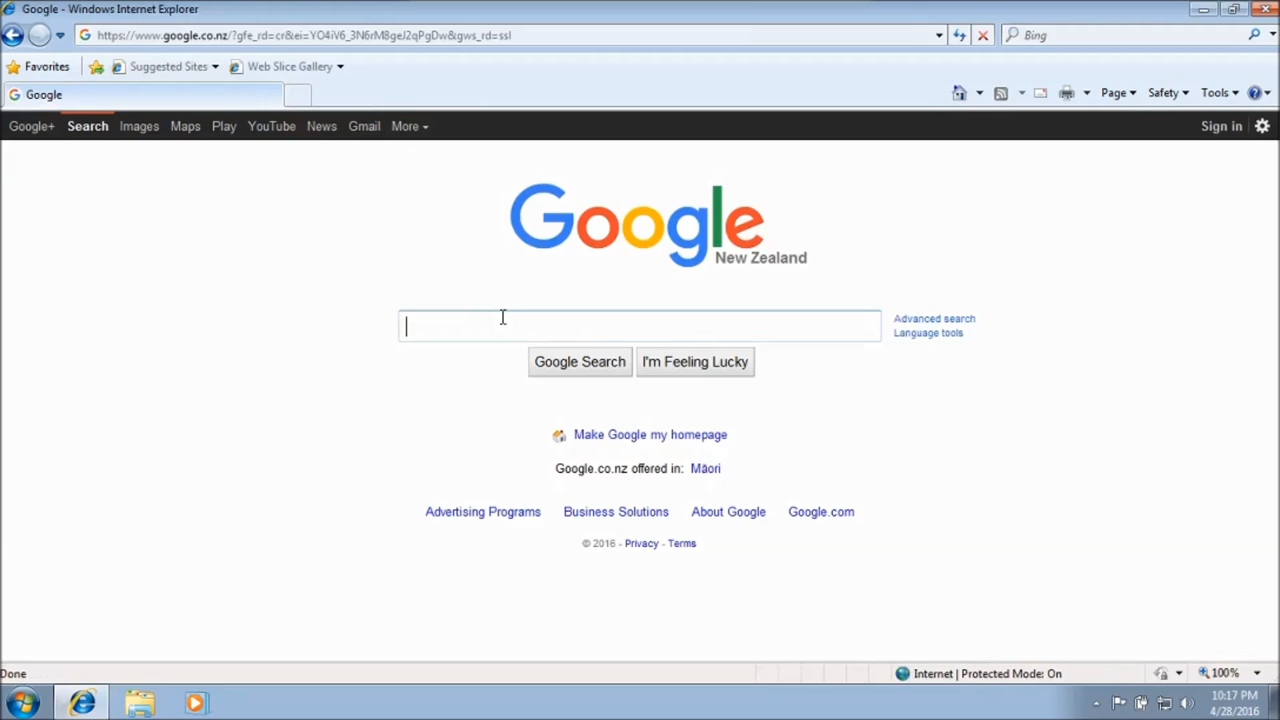 Google - Windows Internet Explorer
https://www.google.co.nz/?gfe_rd=cr&ei=YO4iV6_3N6rM8geJ2qPgDw&gws_rd=ssl
Bing
Favorites Suggested Sites Web Slice Gallery
Google
Page Safety Tools
Google+ Search Images Maps Play YouTube News Gmail More
Sign in
Google
New Zealand
Advanced search
Language tools
Google Search I'm Feeling Lucky
Make Google my homepage
Google.co.nz offered in: Māori
Advertising Programs Business Solutions About Google Google.com
© 2016 - Privacy - Terms
Done
Internet | Protected Mode: On
100%
10:17 PM
4/28/2016